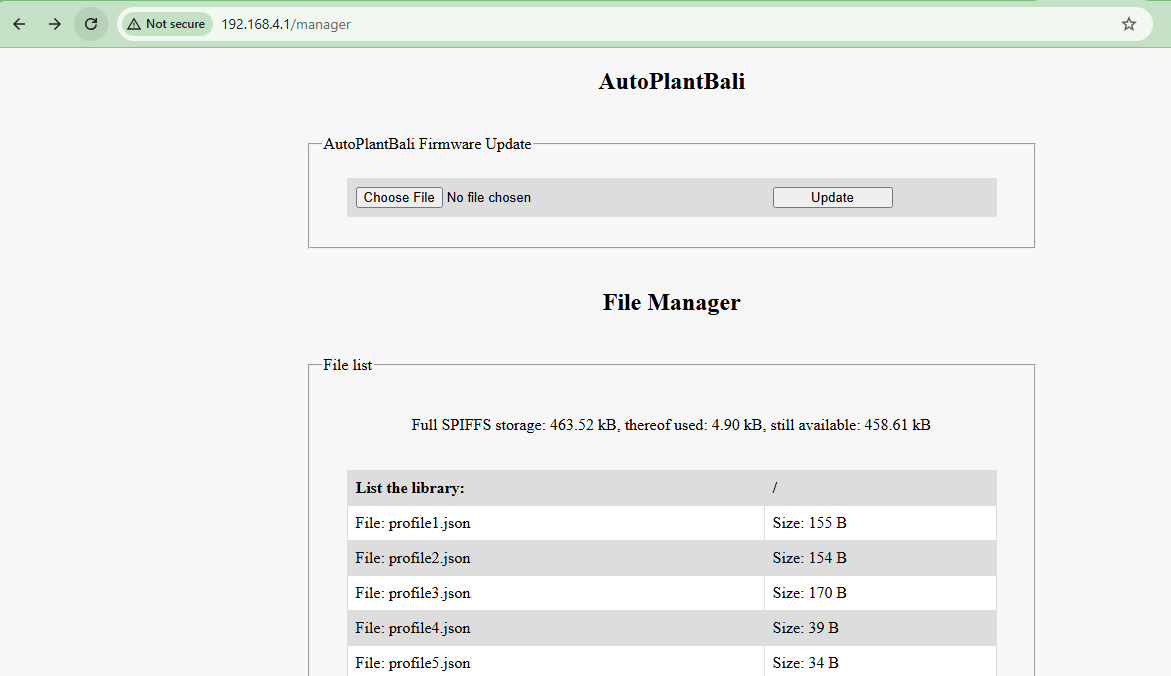 Not secure 192.168.4.1/manager
AutoPlantBali
AutoPlantBali Firmware Update
Choose File No file chosen Update
File Manager
File list
Full SPIFFS storage: 463.52 kB, thereof used: 4.90 kB, still available: 458.61 kB
List the library: /
File: profile1.json Size: 155 B
File: profile2.json Size: 154 B
File: profile3.json Size: 170 B
File: profile4.json Size: 39 B
File: profile5.json Size: 34 B